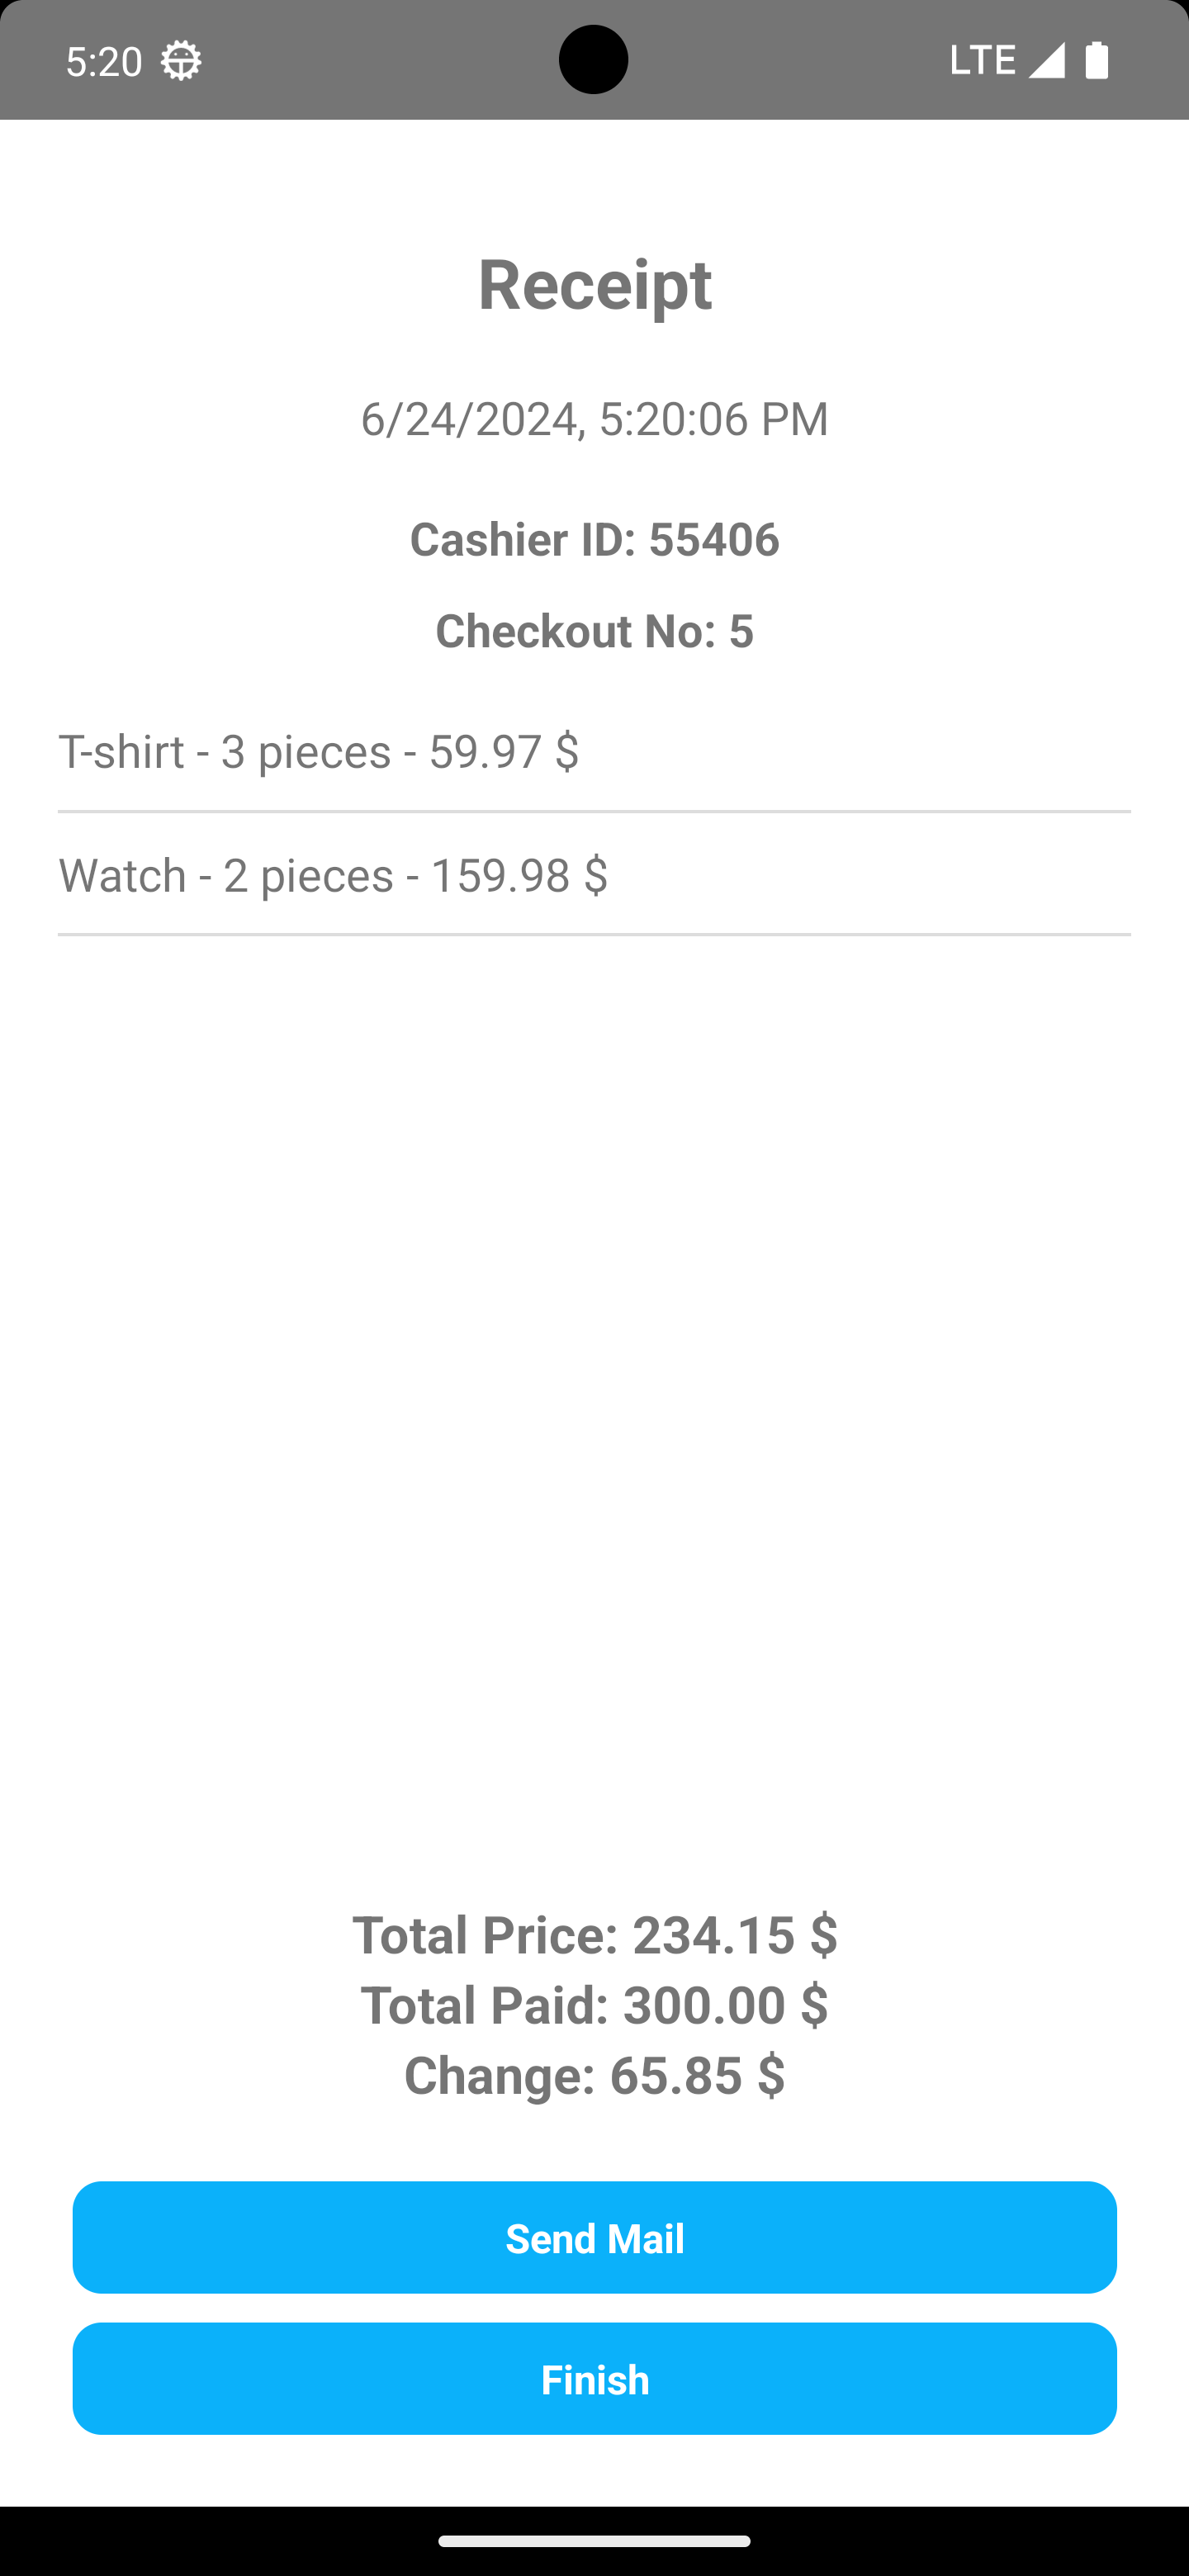 5:20 LTE
Receipt
6/24/2024, 5:20:06 PM
Cashier ID: 55406
Checkout No: 5
T-shirt - 3 pieces - 59.97 $
Watch - 2 pieces - 159.98 $
Total Price: 234.15 $
Total Paid: 300.00 $
Change: 65.85 $
Send Mail
Finish